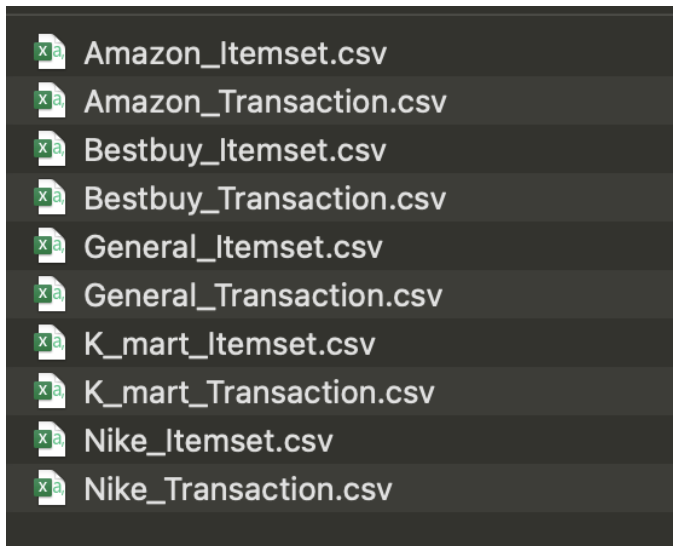 Amazon_Itemset.csv
Amazon_Transaction.csv
Bestbuy_Itemset.csv
Bestbuy_Transaction.csv
General_Itemset.csv
General_Transaction.csv
K_mart_Itemset.csv
K_mart_Transaction.csv
Nike_Itemset.csv
Nike_Transaction.csv